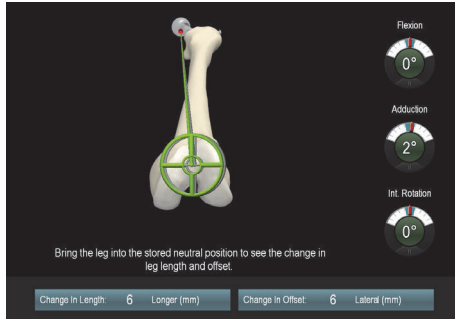 Flexion
0°
Adduction
2°
Int. Rotation
0°
Bring the leg into the stored neutral position to see the change in
leg length and offset.
Change In Length: 6 Longer (mm)
Change In Offset: 6 Lateral (mm)